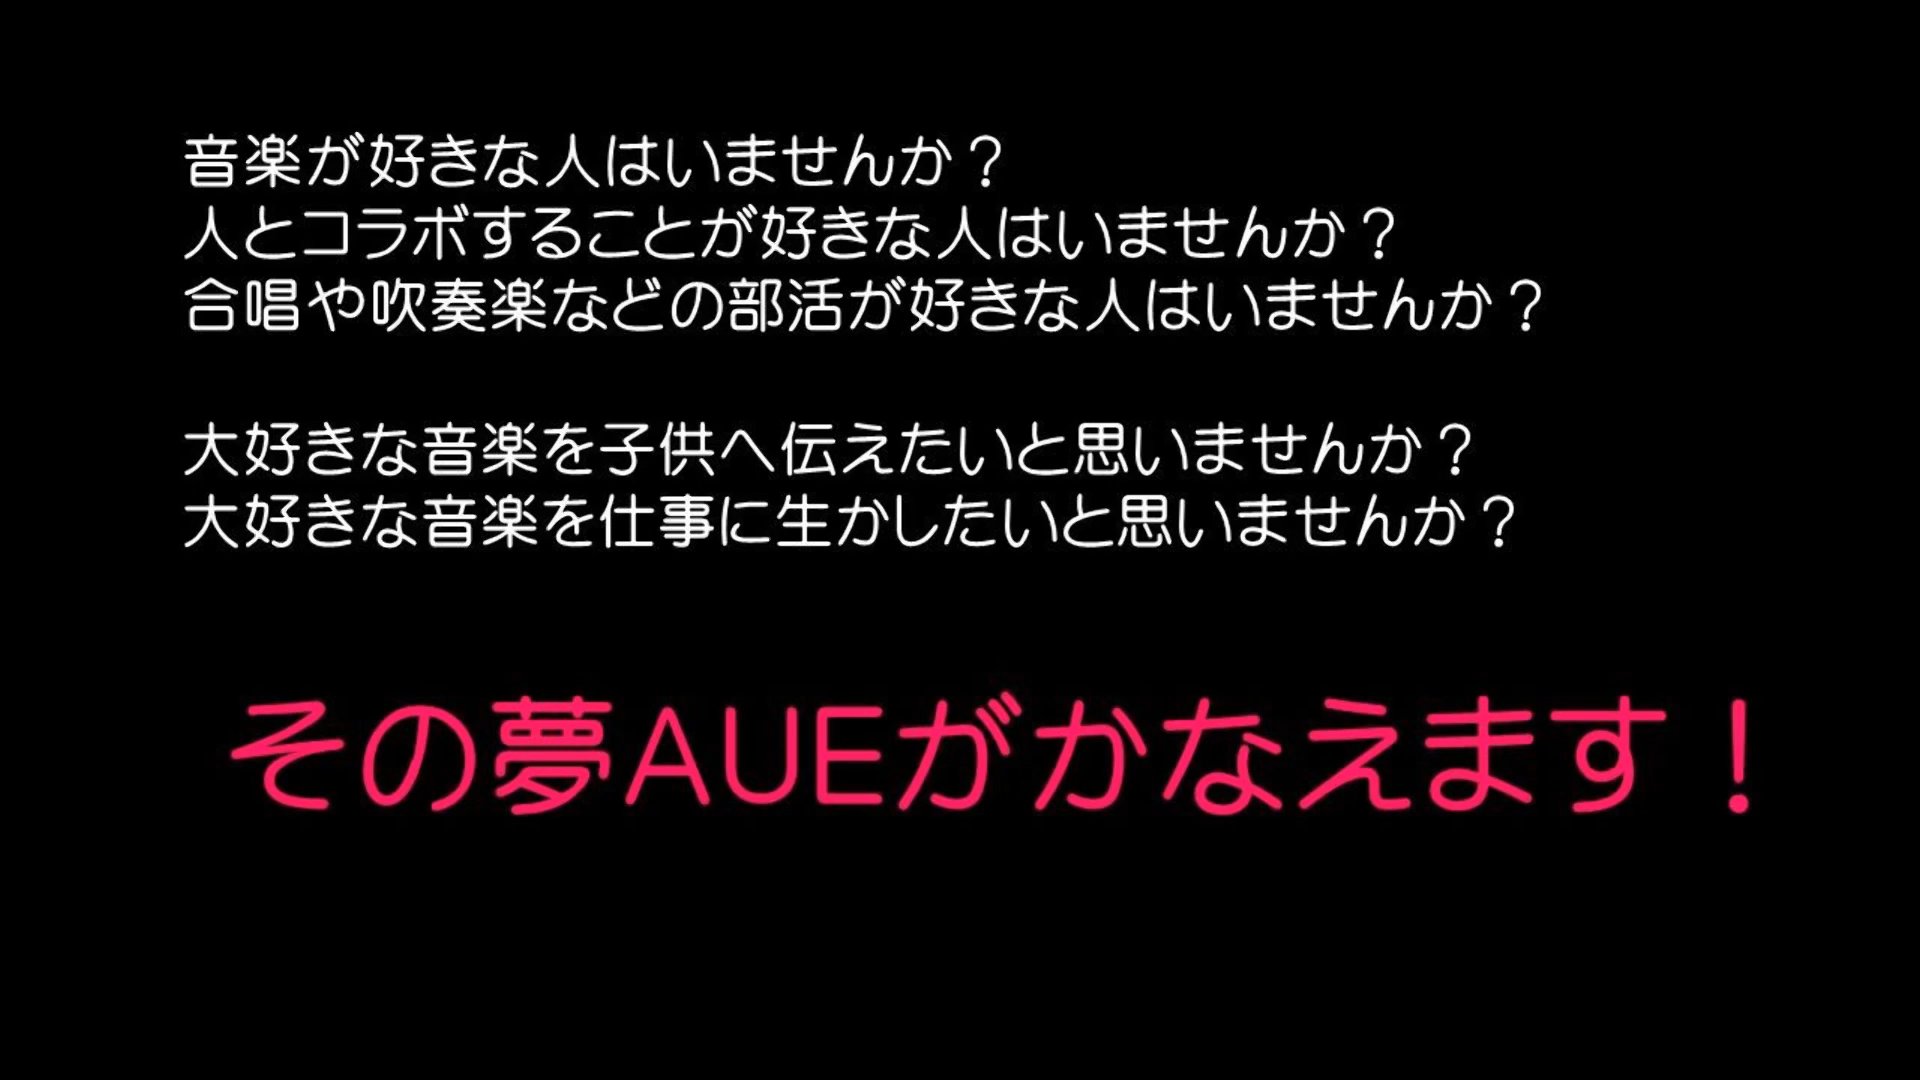 音楽が好きな人はいませんか？
人とコラボすることが好きな人はいませんか？
合唱や吹奏楽などの部活が好きな人はいませんか？
大好きな音楽を子供へ伝えたいと思いませんか？
大好きな音楽を仕事に生かしたいと思いませんか？
その夢AUEがかなえます！